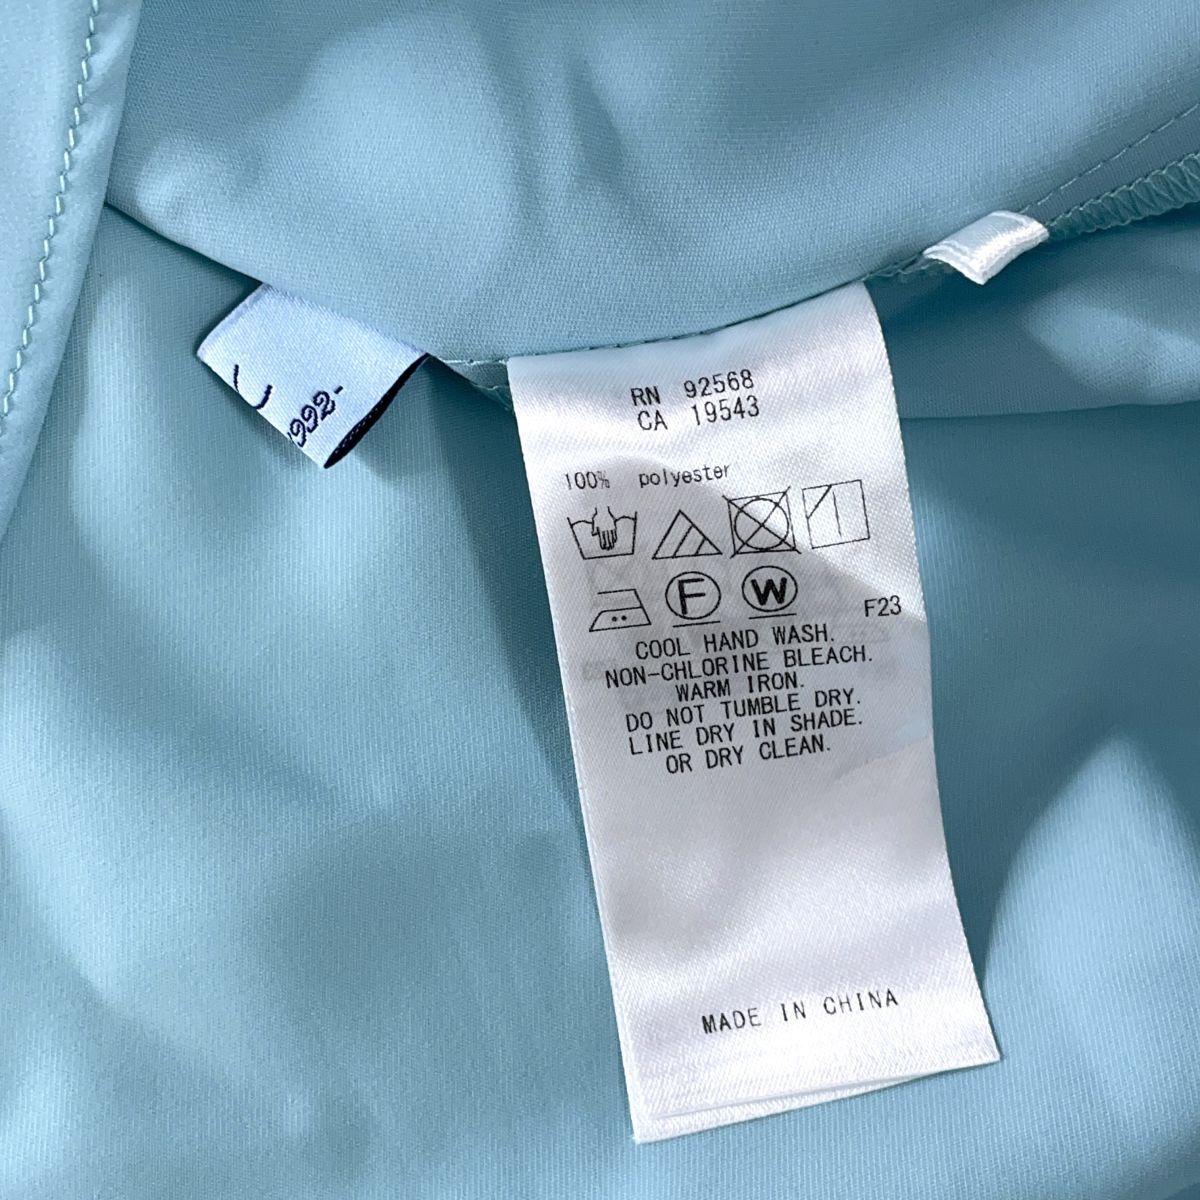 RN 92568
CA 19543
100% polyester
F
W
F23
COOL HAND WASH.
NON-CHLORINE BLEACH.
WARM IRON.
DO NOT TUMBLE DRY.
LINE DRY IN SHADE.
OR DRY CLEAN.
MADE IN CHINA